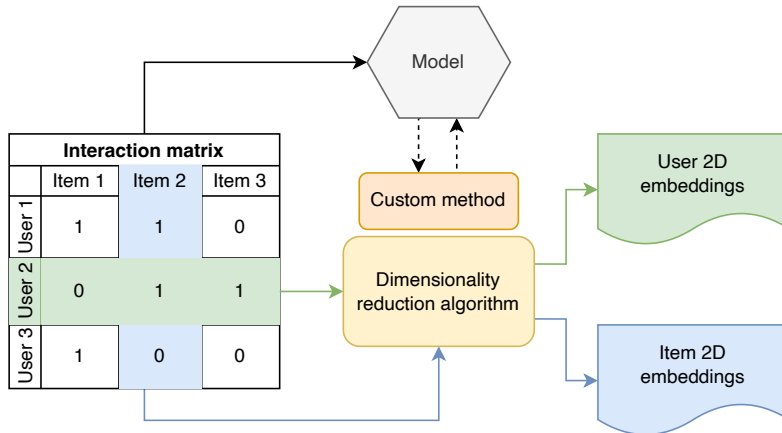 Model
Interaction matrix
Item 1 Item 2 Item 3
User 1 1 1 0
User 2 0 1 1
User 3 1 0 0
Custom method
Dimensionality
reduction algorithm
User 2D
embeddings
Item 2D
embeddings